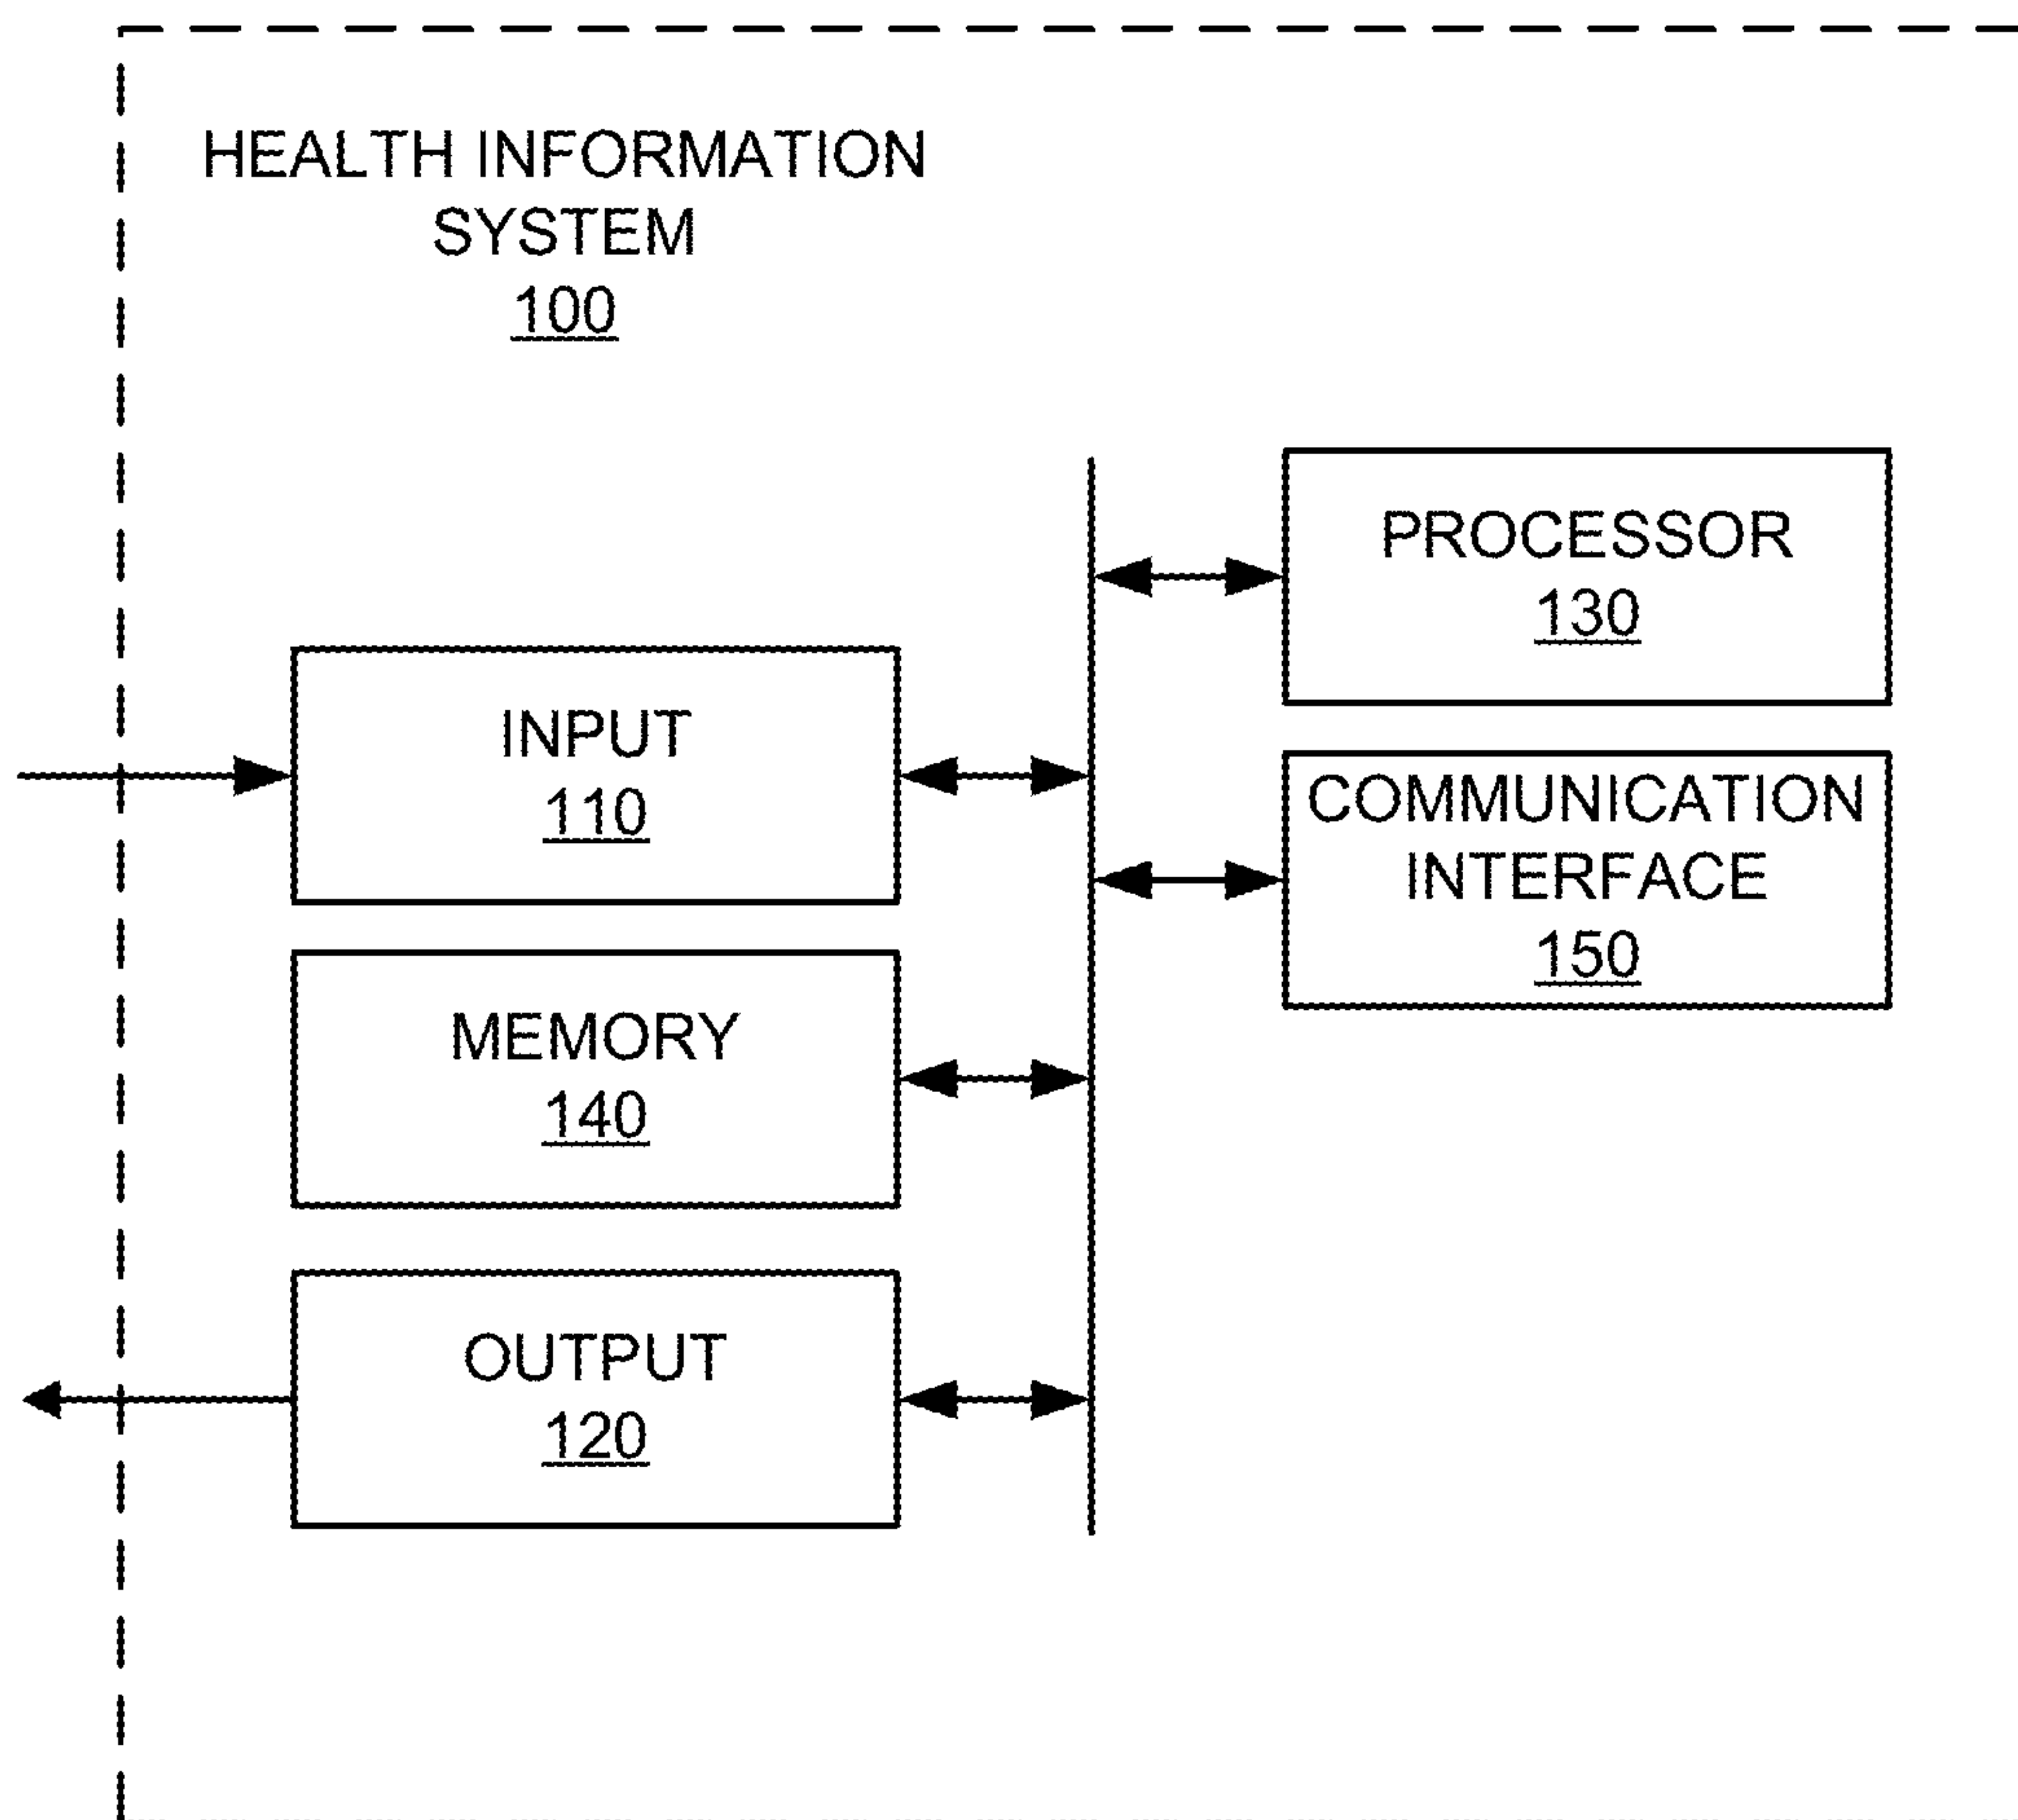 HEALTH INFORMATION
SYSTEM
100
PROCESSOR
130
INPUT
110
COMMUNICATION
INTERFACE
150
MEMORY
140
OUTPUT
120